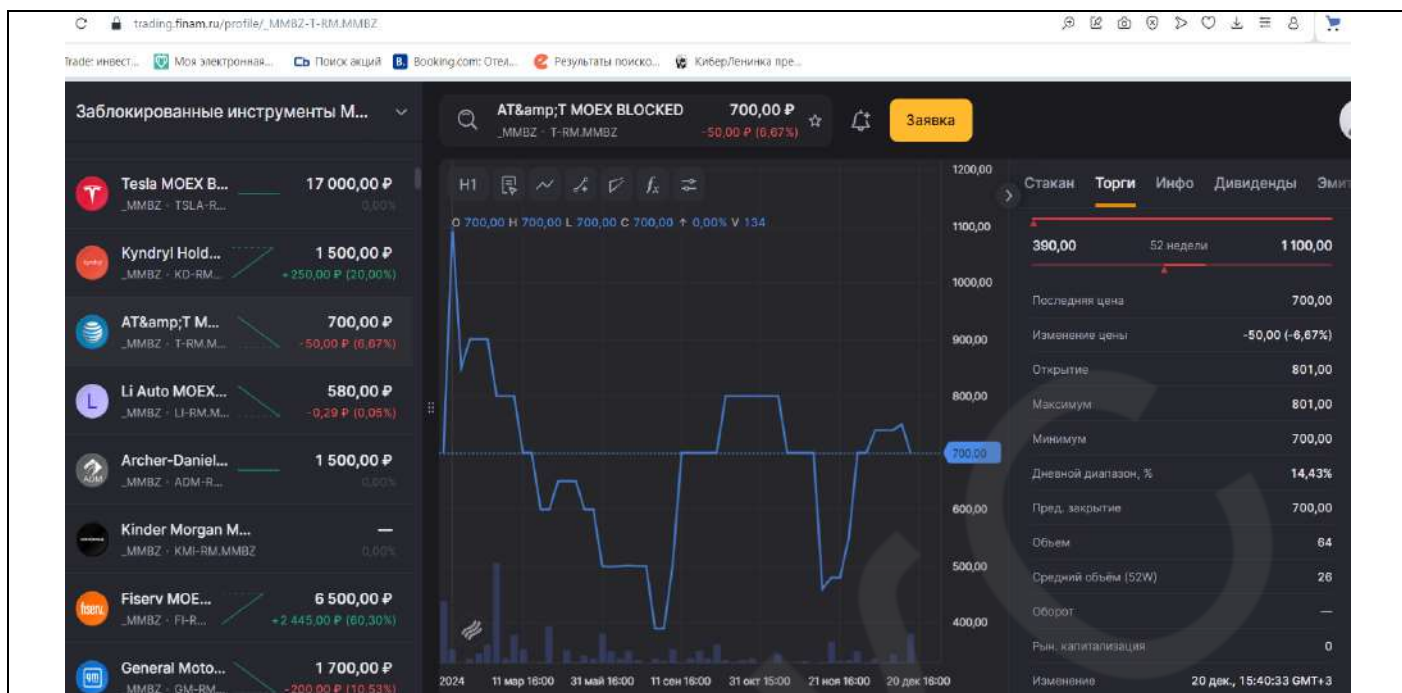 trading.finam.ru/profile/_MMBZ-T-RM.MMBZ
Trade: инвест... Моя электронная... Поиск акций Booking.com: Отел... Результаты поиско... КиберЛенинка пре...
Заблокированные инструменты М...
Tesla MOEX B... 17 000,00 ₽
_MMBZ - TSLA-R... 0,00%
Kyndryl Hold... 1 500,00 ₽
_MMBZ - KD-RM... +250,00 ₽ (20,00%)
AT&amp;T M... 700,00 ₽
_MMBZ - T-RM.M... -50,00 ₽ (6,67%)
Li Auto MOEX... 580,00 ₽
_MMBZ - LI-RM.M... -0,29 ₽ (0,05%)
Archer-Daniel... 1 500,00 ₽
_MMBZ - ADM-R... 0,00%
Kinder Morgan M... —
_MMBZ - KMI-RM.MMBZ 0,00%
Fiserv MOE... 6 500,00 ₽
_MMBZ - FI-R... +2 445,00 ₽ (60,30%)
General Moto... 1 700,00 ₽
_MMBZ - GM-RM... -200,00 ₽ (10,53%)
AT&amp;T MOEX BLOCKED 700,00 ₽
_MMBZ · T-RM.MMBZ -50,00 ₽ (6,67%)
Заявка
H1
O 700,00 H 700,00 L 700,00 C 700,00 ↑ 0,00% V 134
1200,00
1100,00
1000,00
900,00
800,00
700,00
600,00
500,00
400,00
2024 11 мар 16:00 31 май 16:00 11 сен 16:00 31 окт 15:00 21 ноя 16:00 20 дек 16:00
Стакан Торги Инфо Дивиденды Эмит
390,00 52 недели 1100,00
Последняя цена 700,00
Изменение цены -50,00 (-6,67%)
Открытие 801,00
Максимум 801,00
Минимум 700,00
Дневной диапазон, % 14,43%
Пред. закрытие 700,00
Объем 64
Средний объём (52W) 26
Оборот —
Рын. капитализация 0
Изменение 20 дек., 15:40:33 GMT+3